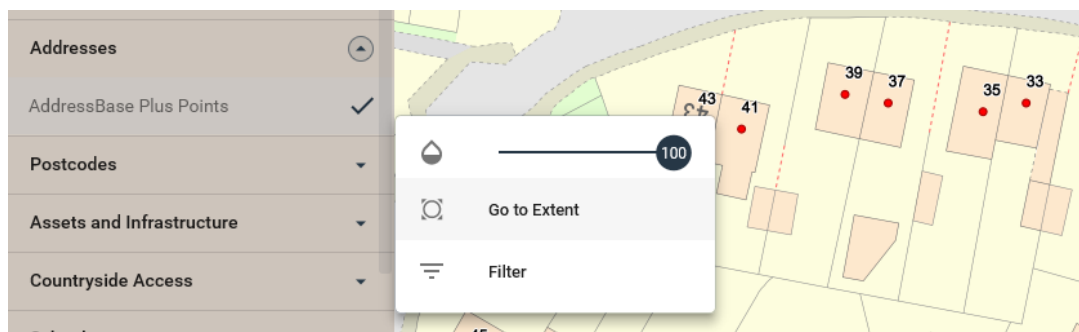 Addresses
AddressBase Plus Points
Postcodes
Assets and Infrastructure
Countryside Access
100
Go to Extent
Filter
43
43
41
39
37
35
33